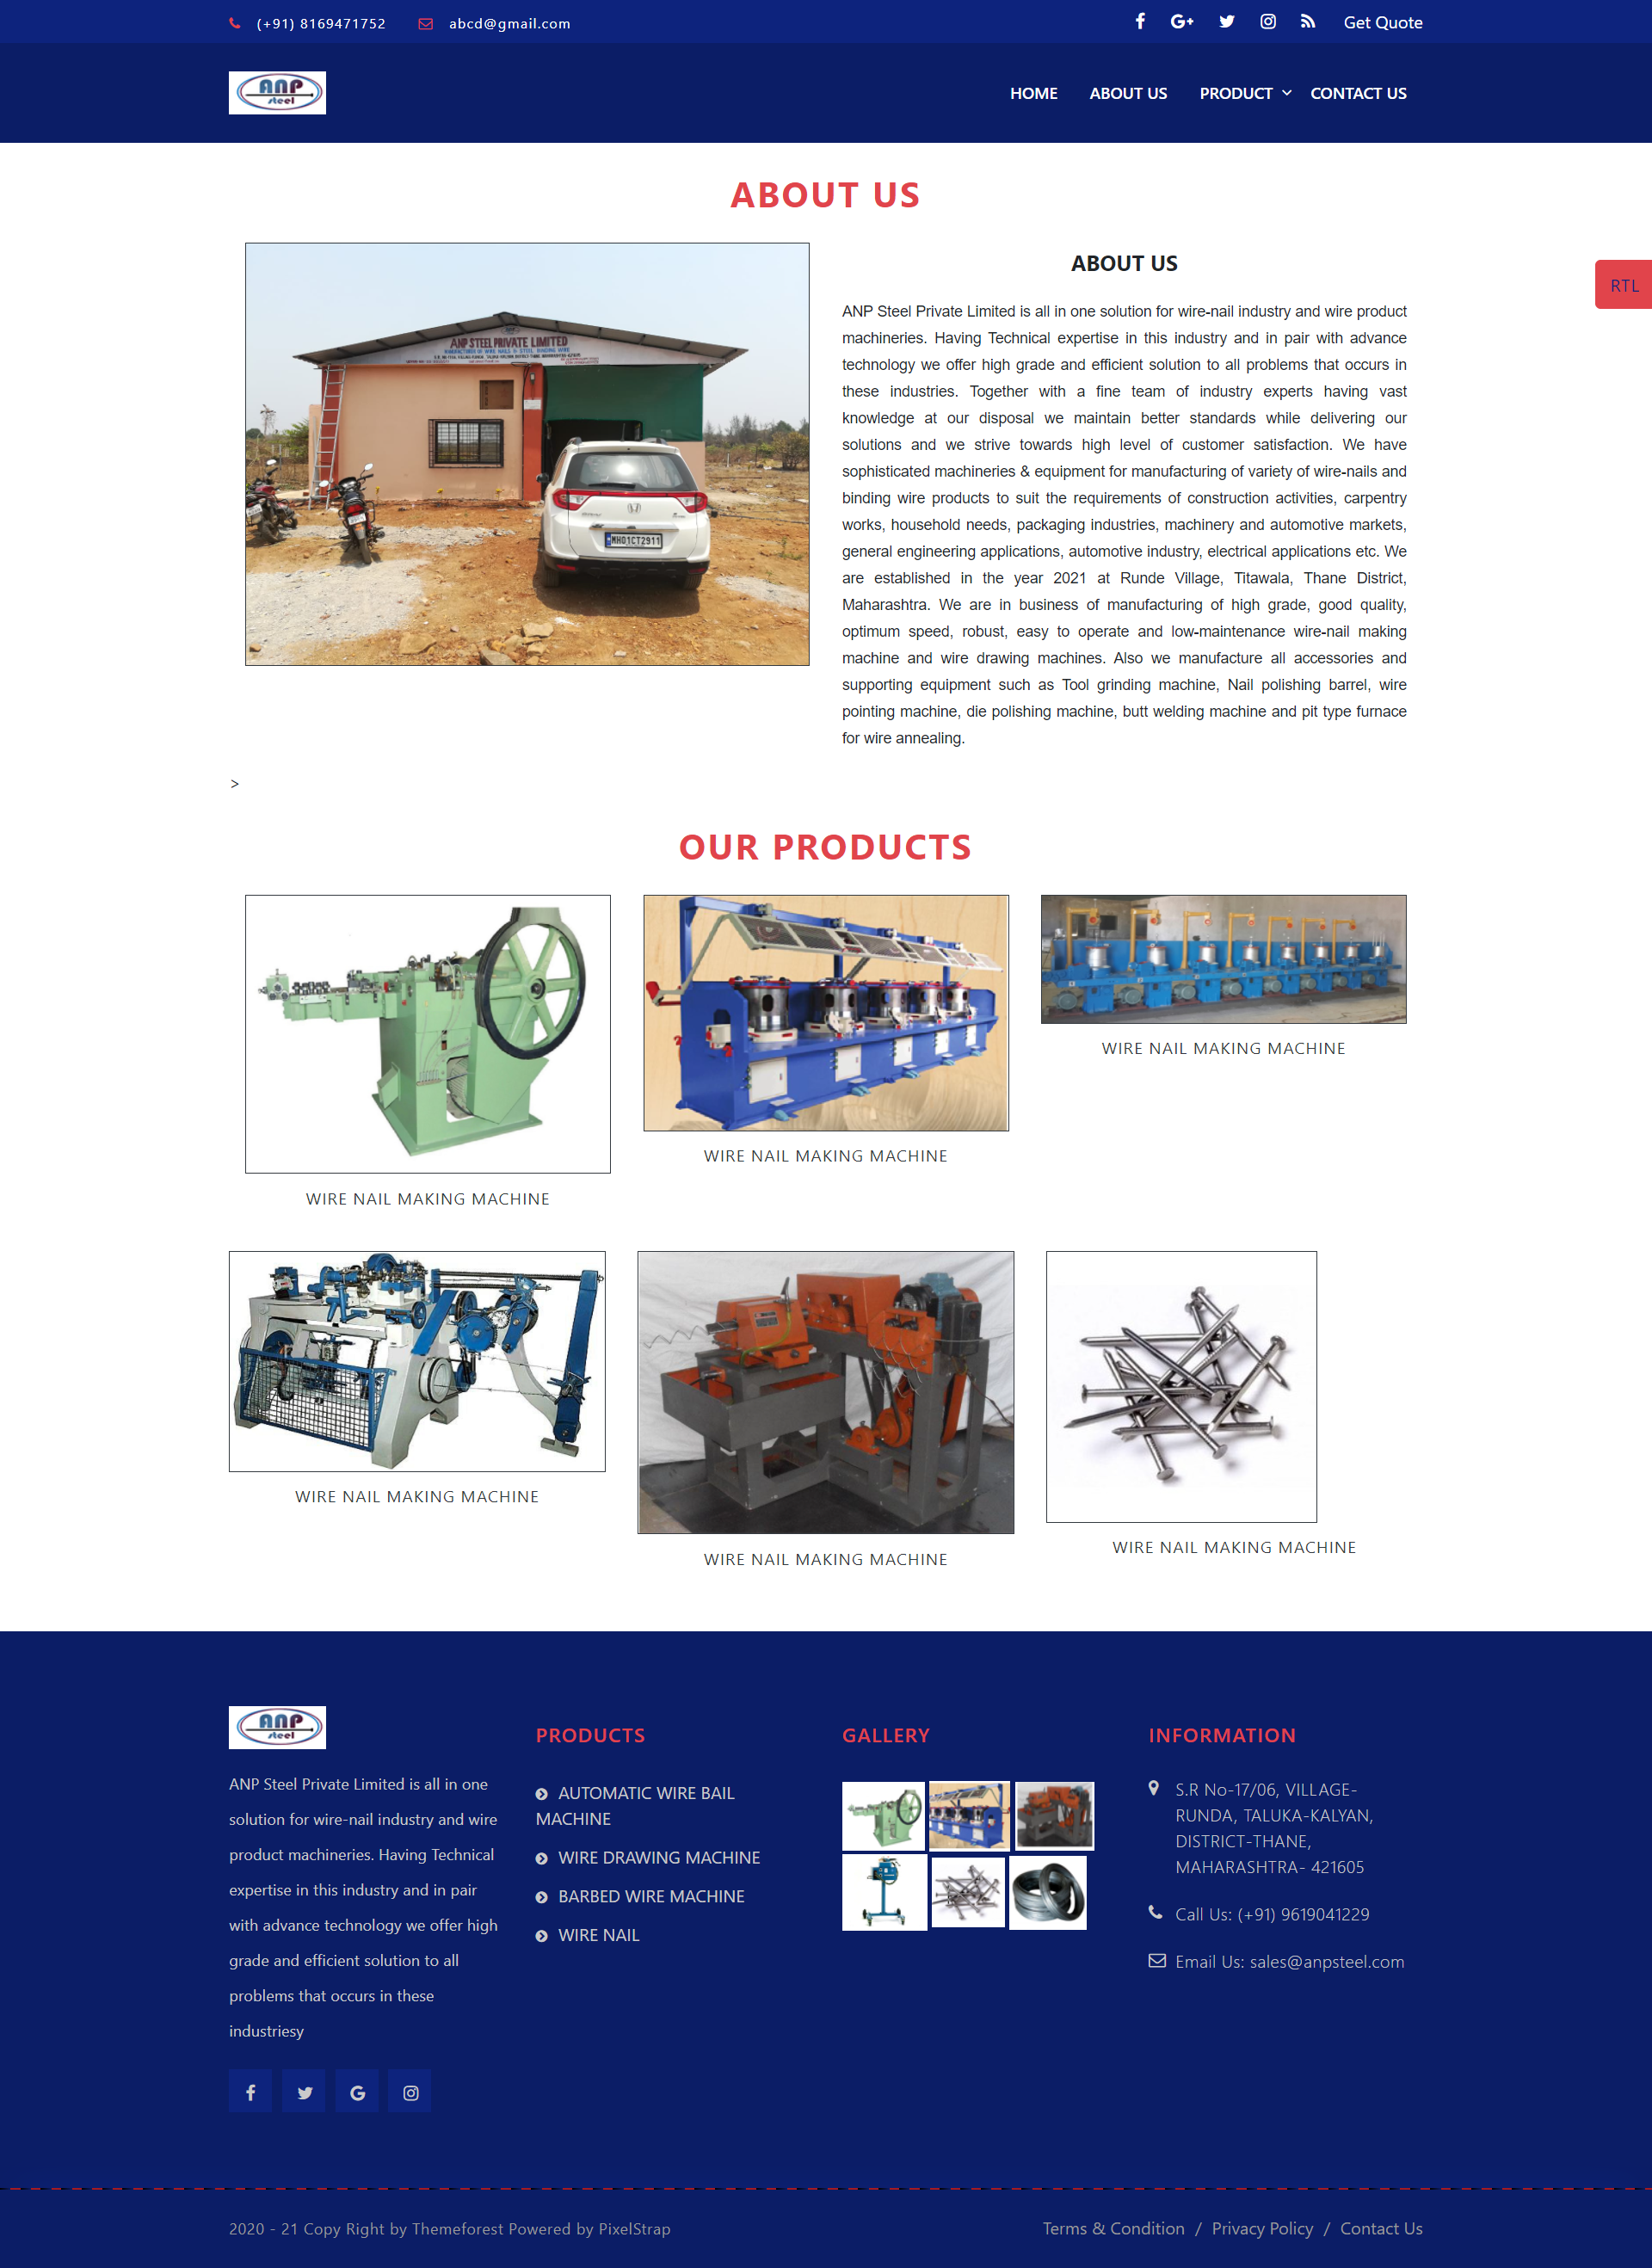 (+91) 8169471752 abcd@gmail.com Get Quote
ANP
steel
HOME ABOUT US PRODUCT CONTACT US
ABOUT US
RTL
ANP STEEL PRIVATE LIMITED
MH01CT2911
ABOUT US
ANP Steel Private Limited is all in one solution for wire-nail industry and wire product
machineries. Having Technical expertise in this industry and in pair with advance
technology we offer high grade and efficient solution to all problems that occurs in
these industries. Together with a fine team of industry experts having vast
knowledge at our disposal we maintain better standards while delivering our
solutions and we strive towards high level of customer satisfaction. We have
sophisticated machineries & equipment for manufacturing of variety of wire-nails and
binding wire products to suit the requirements of construction activities, carpentry
works, household needs, packaging industries, machinery and automotive markets,
general engineering applications, automotive industry, electrical applications etc. We
are established in the year 2021 at Runde Village, Titawala, Thane District,
Maharashtra. We are in business of manufacturing of high grade, good quality,
optimum speed, robust, easy to operate and low-maintenance wire-nail making
machine and wire drawing machines. Also we manufacture all accessories and
supporting equipment such as Tool grinding machine, Nail polishing barrel, wire
pointing machine, die polishing machine, butt welding machine and pit type furnace
for wire annealing.
>
OUR PRODUCTS
WIRE NAIL MAKING MACHINE
WIRE NAIL MAKING MACHINE
WIRE NAIL MAKING MACHINE
WIRE NAIL MAKING MACHINE
WIRE NAIL MAKING MACHINE
WIRE NAIL MAKING MACHINE
ANP
steel
ANP Steel Private Limited is all in one
solution for wire-nail industry and wire
product machineries. Having Technical
expertise in this industry and in pair
with advance technology we offer high
grade and efficient solution to all
problems that occurs in these
industriesy
PRODUCTS
AUTOMATIC WIRE BAIL
MACHINE
WIRE DRAWING MACHINE
BARBED WIRE MACHINE
WIRE NAIL
GALLERY
INFORMATION
S.R No-17/06, VILLAGE-
RUNDA, TALUKA-KALYAN,
DISTRICT-THANE,
MAHARASHTRA- 421605
Call Us: (+91) 9619041229
Email Us: sales@anpsteel.com
2020 - 21 Copy Right by Themeforest Powered by PixelStrap
Terms & Condition / Privacy Policy / Contact Us